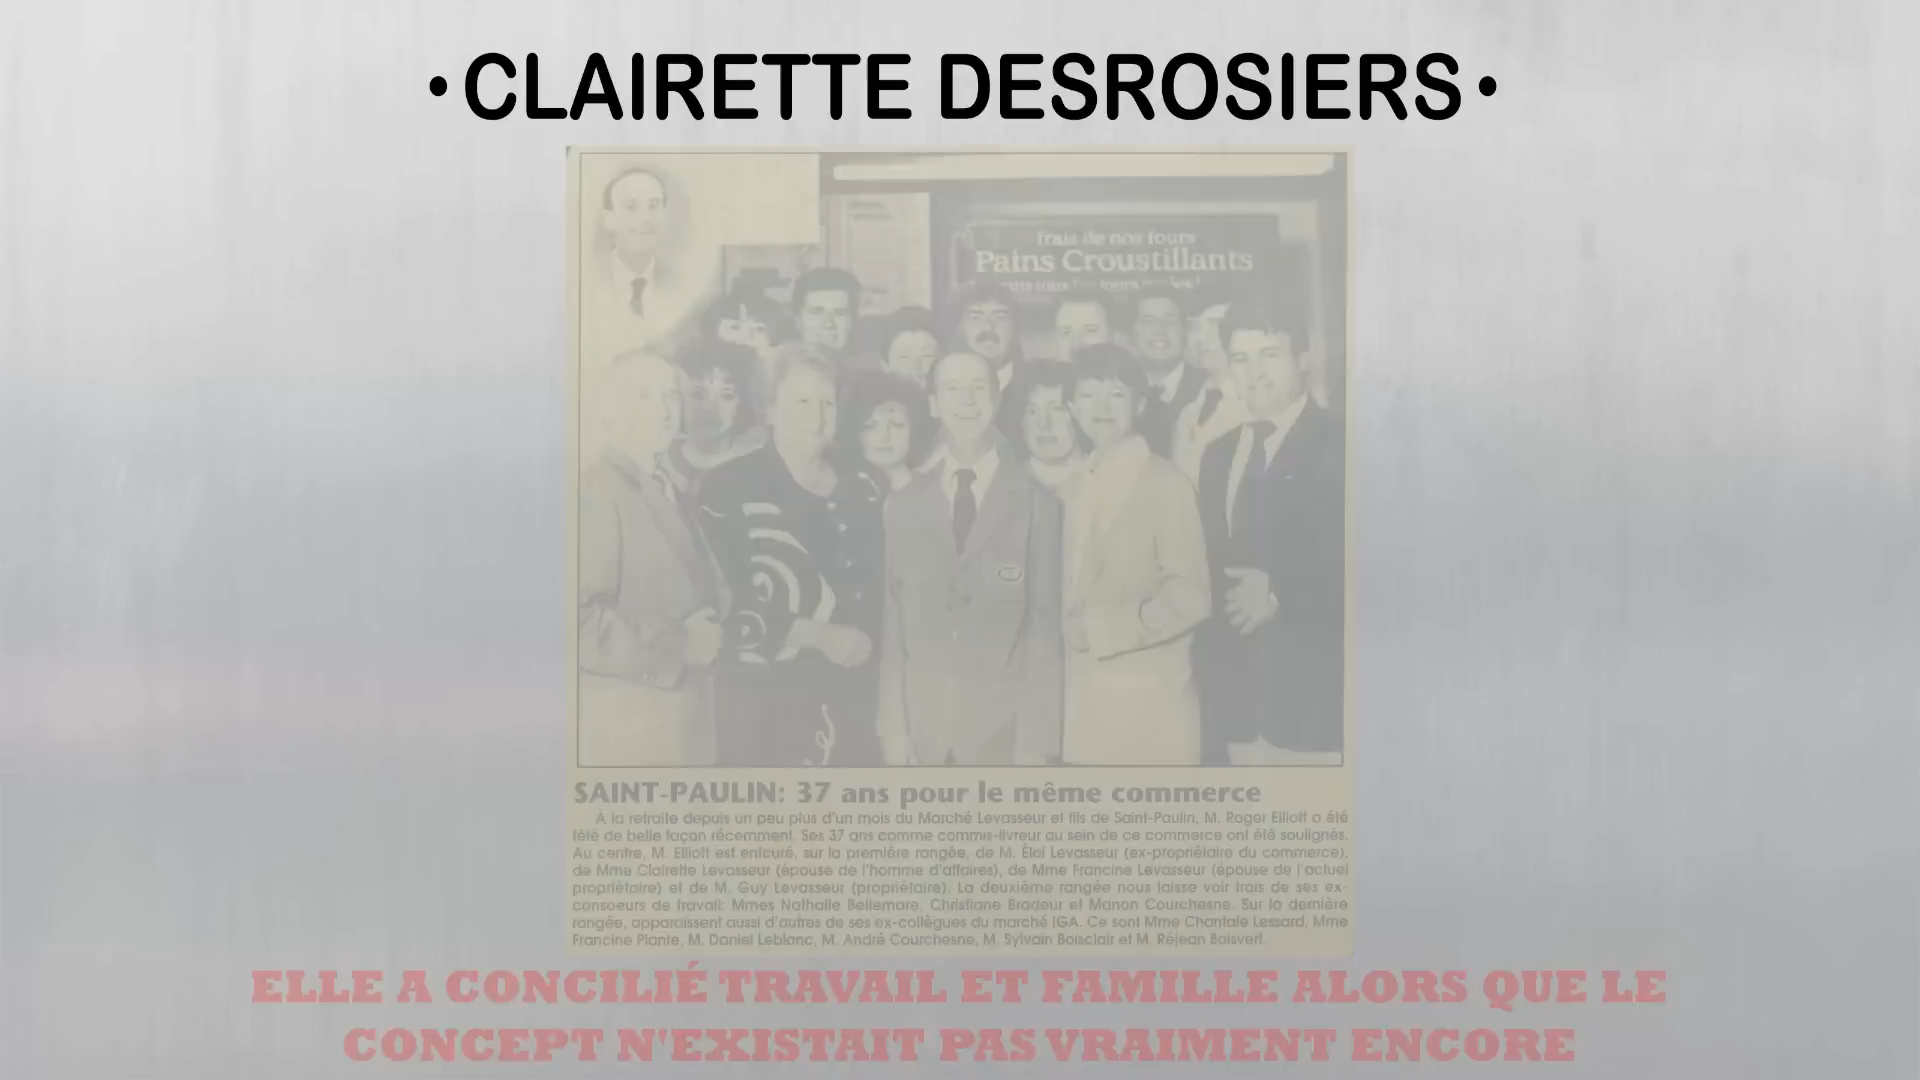 •CLAIRETTE DESROSIERS•
frais de nos fours
Pains Croustillants
SAINT-PAULIN: 37 ans pour le même commerce
À la retraite depuis un peu plus d'un mois du Marché Levasseur et fils de Saint-Paulin, M. Roger Elliott a été
fêté de belle façon récemment. Ses 37 ans comme commis-livreur au sein de ce commerce ont été soulignés.
Au centre, M. Elliott est entouré, sur la première rangée, de M. Éloi Levasseur (ex-propriétaire du commerce),
de Mme Clairette Levasseur (épouse de l'homme d'affaires), de Mme Francine Levasseur (épouse de l'actuel
propriétaire) et de M. Guy Levasseur (propriétaire). La deuxième rangée nous laisse voir trois de ses ex-
consoeurs de travail: Mmes Nathalie Bellemare, Christiane Brodeur et Manon Courchesne. Sur la dernière
rangée, apparaissent aussi d'autres de ses ex-collègues du marché IGA. Ce sont Mme Chantale Lessard, Mme
Francine Plante, M. Daniel Leblanc, M. André Courchesne, M. Sylvain Boisclair et M. Réjean Boisvert.
ELLE A CONCILIÉ TRAVAIL ET FAMILLE ALORS QUE LE
CONCEPT N'EXISTAIT PAS VRAIMENT ENCORE